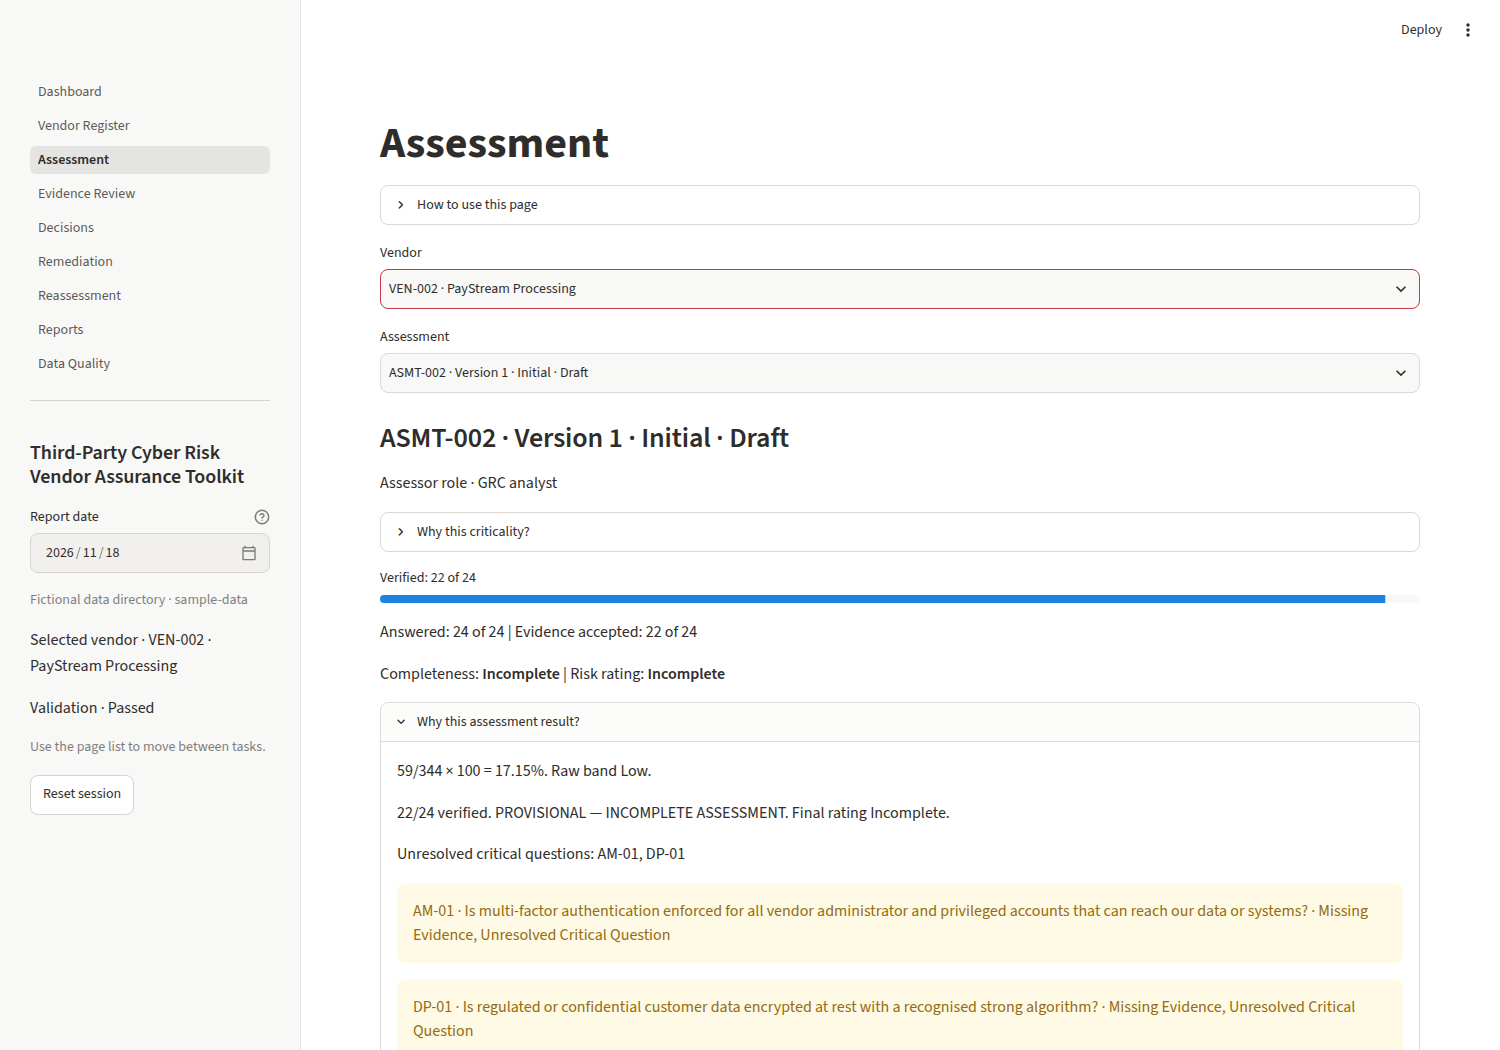 Deploy
Dashboard
Vendor Register
Assessment
Evidence Review
Decisions
Remediation
Reassessment
Reports
Data Quality
Third-Party Cyber Risk
Vendor Assurance Toolkit
Report date
2026 / 11 / 18
Fictional data directory · sample-data
Selected vendor · VEN-002 ·
PayStream Processing
Validation · Passed
Use the page list to move between tasks.
Reset session
Assessment
How to use this page
Vendor
VEN-002 · PayStream Processing
Assessment
ASMT-002 · Version 1 · Initial · Draft
ASMT-002 · Version 1 · Initial · Draft
Assessor role · GRC analyst
Why this criticality?
Verified: 22 of 24
Answered: 24 of 24 | Evidence accepted: 22 of 24
Completeness: Incomplete | Risk rating: Incomplete
Why this assessment result?
59/344 × 100 = 17.15%. Raw band Low.
22/24 verified. PROVISIONAL — INCOMPLETE ASSESSMENT. Final rating Incomplete.
Unresolved critical questions: AM-01, DP-01
AM-01 · Is multi-factor authentication enforced for all vendor administrator and privileged accounts that can reach our data or systems? · Missing
Evidence, Unresolved Critical Question
DP-01 · Is regulated or confidential customer data encrypted at rest with a recognised strong algorithm? · Missing Evidence, Unresolved Critical
Question